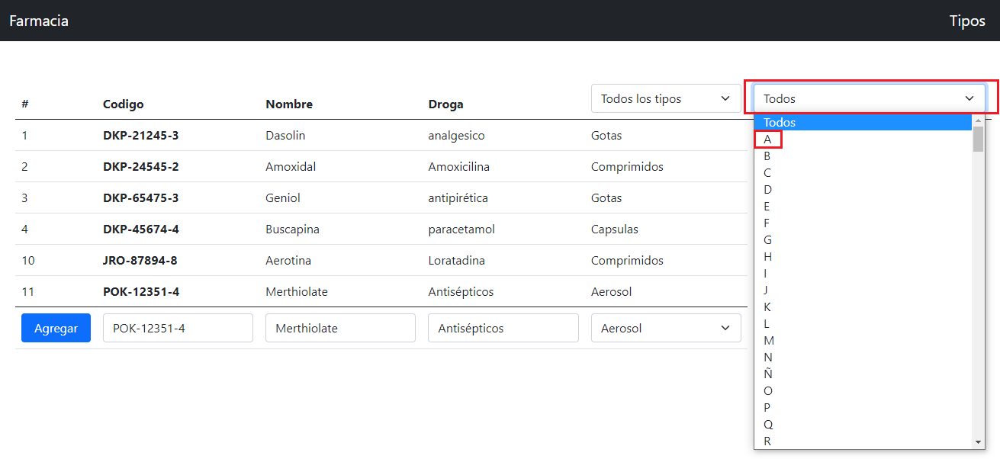 Farmacia Tipos
# Codigo Nombre Droga Todos los tipos Todos
1 DKP-21245-3 Dasolin analgesico Gotas
2 DKP-24545-2 Amoxidal Amoxicilina Comprimidos
3 DKP-65475-3 Geniol antipirética Gotas
4 DKP-45674-4 Buscapina paracetamol Capsulas
10 JRO-87894-8 Aerotina Loratadina Comprimidos
11 POK-12351-4 Merthiolate Antisépticos Aerosol
Agregar POK-12351-4 Merthiolate Antisépticos Aerosol
Todos
A
B
C
D
E
F
G
H
I
J
K
L
M
N
Ñ
O
P
Q
R